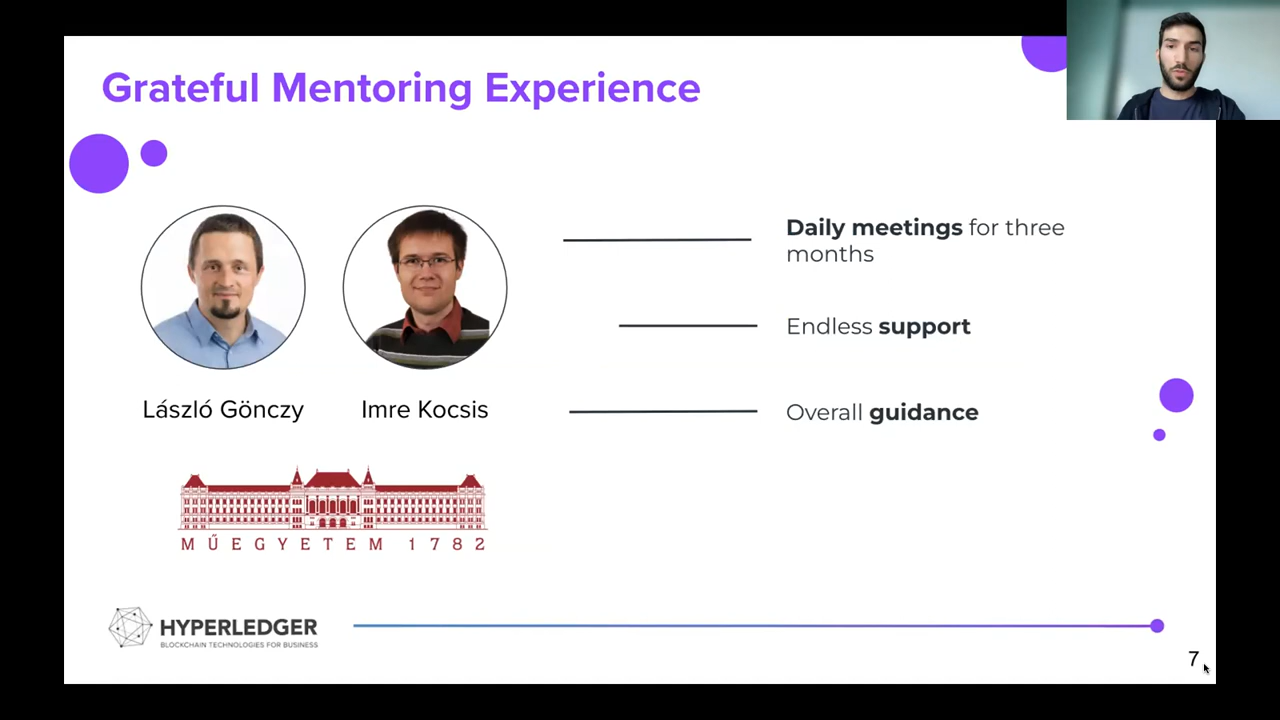 Grateful Mentoring Experience
Daily meetings for three
months
Endless support
László Gönczy
Imre Kocsis
Overall guidance
MŰEGYETEM 1782
HYPERLEDGER
BLOCKCHAIN TECHNOLOGIES FOR BUSINESS
7